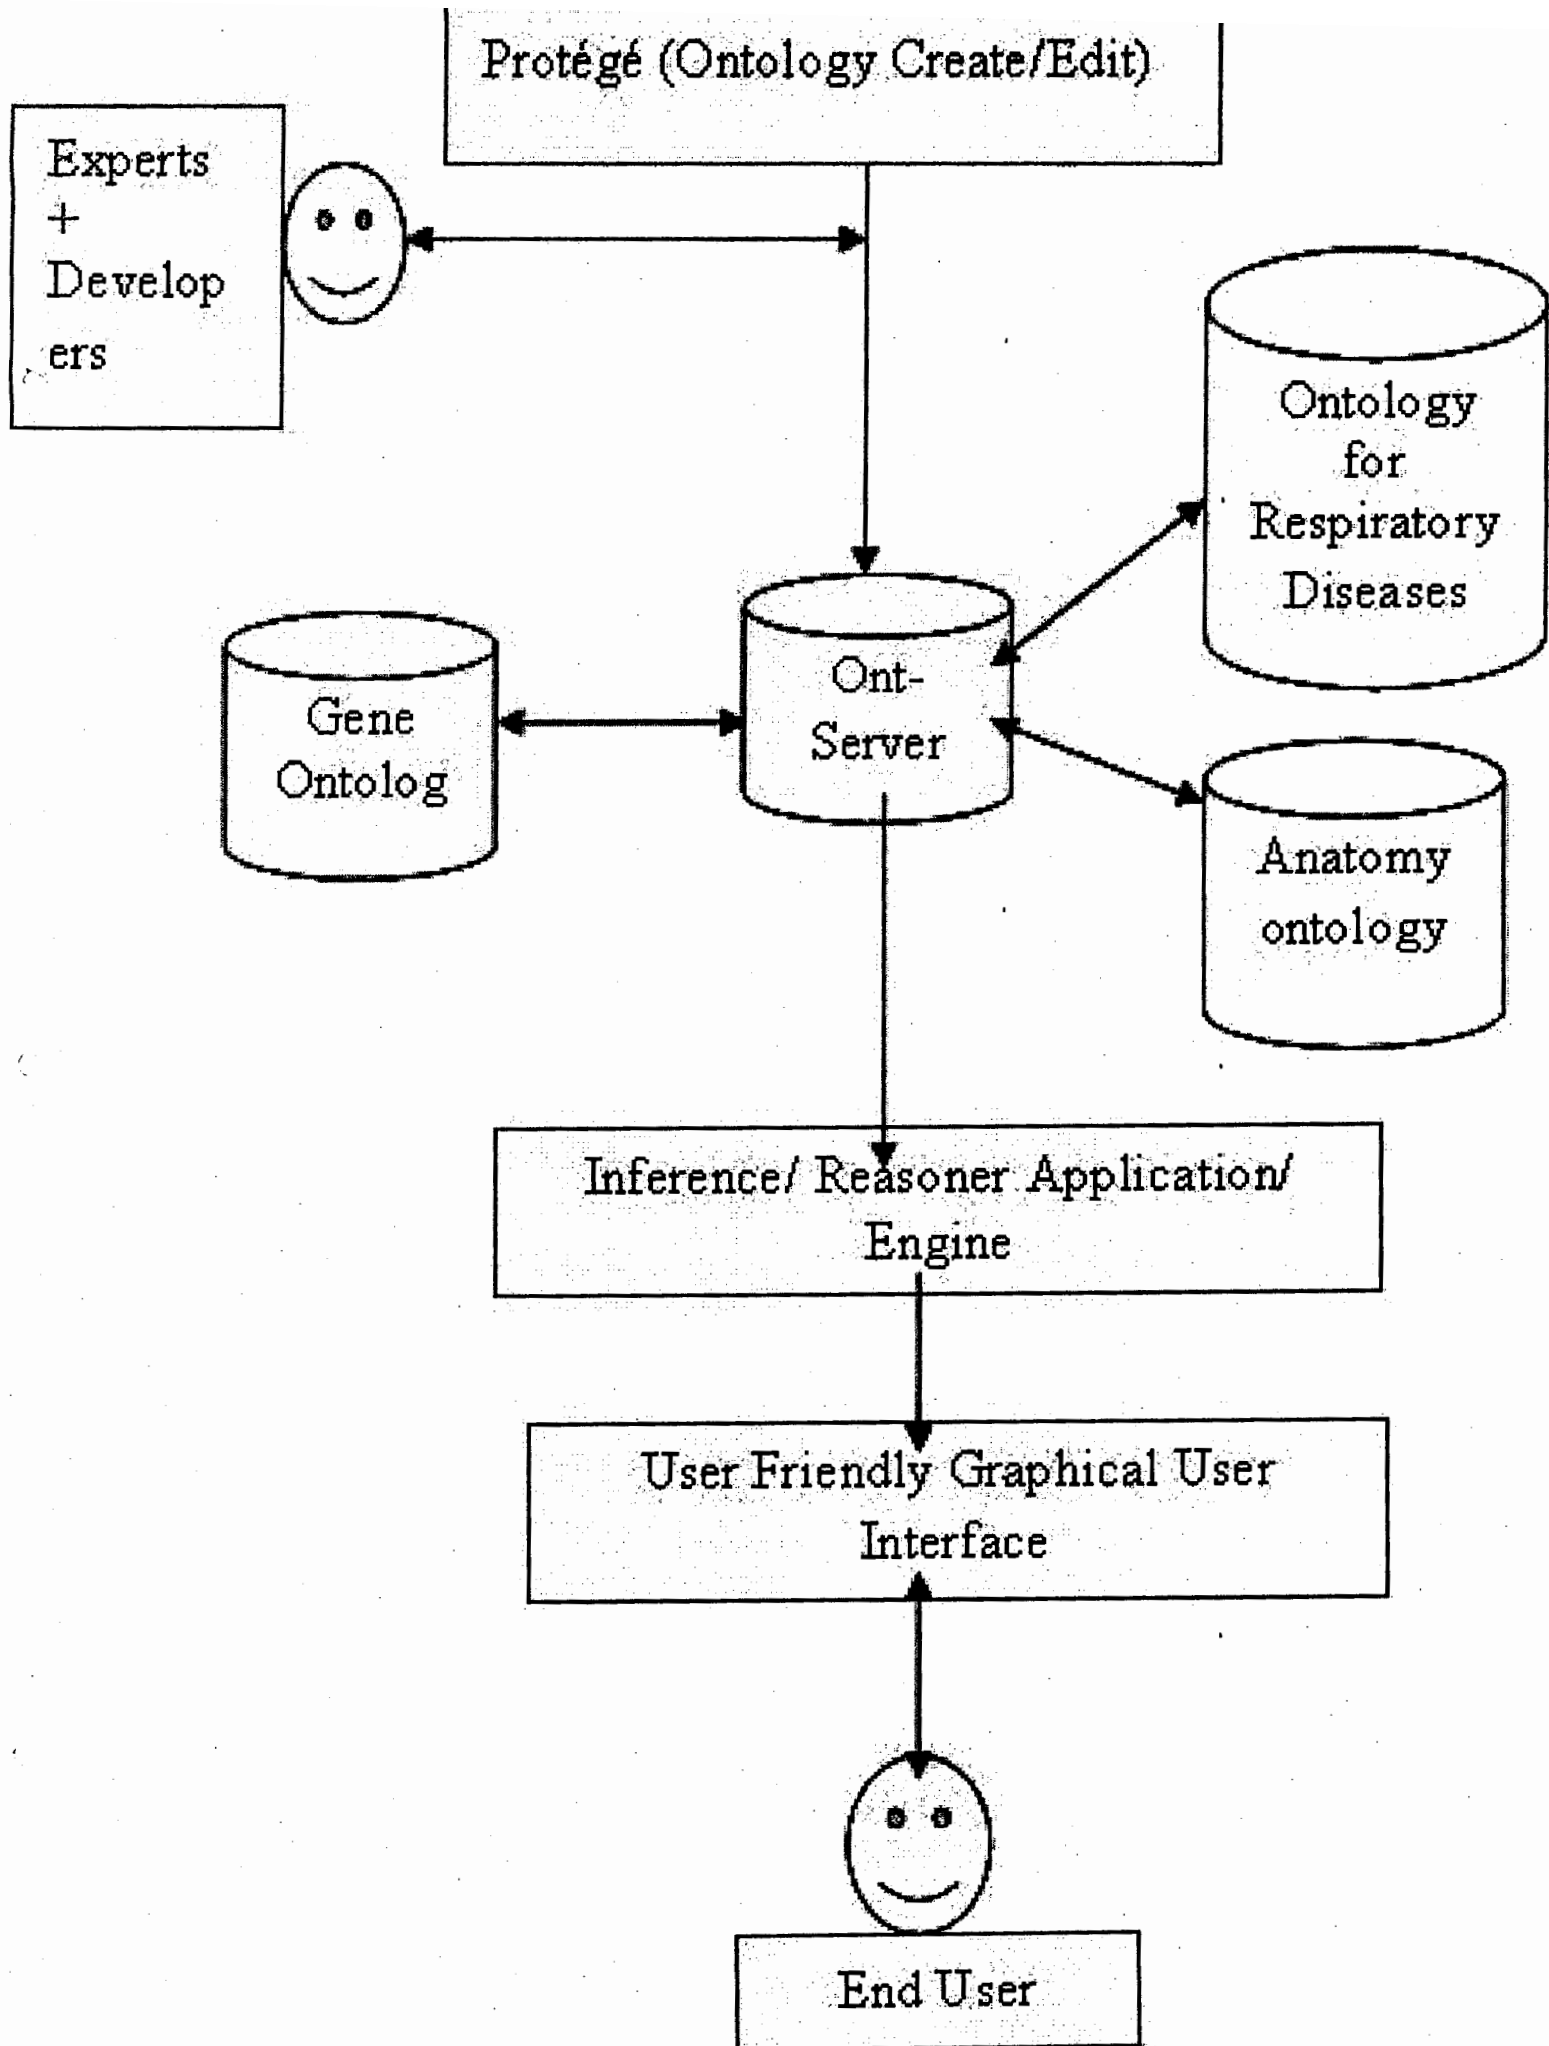 Protégé (Ontology Create/Edit)
Experts
+
Develop
ers
Ontology
for
Respiratory
Diseases
Ont-
Server
Gene
Ontolog
Anatomy
ontology
Inference/ Reasoner Application/
Engine
User Friendly Graphical User
Interface
End User